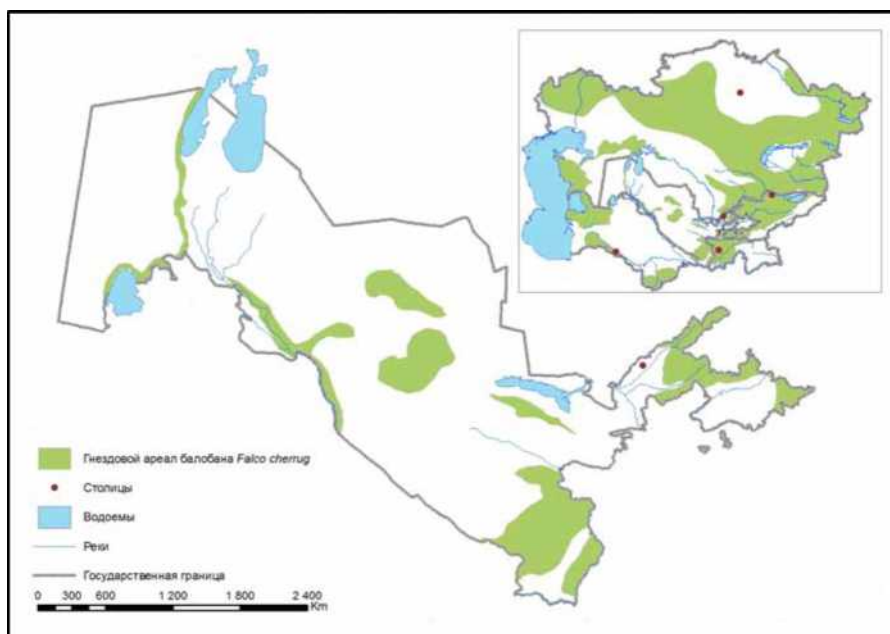 Гнездовой ареал балобана Falco cherrug
Столицы
Водоемы
Реки
Государственная граница
0 300 600 1 200 1 800 2 400
Km